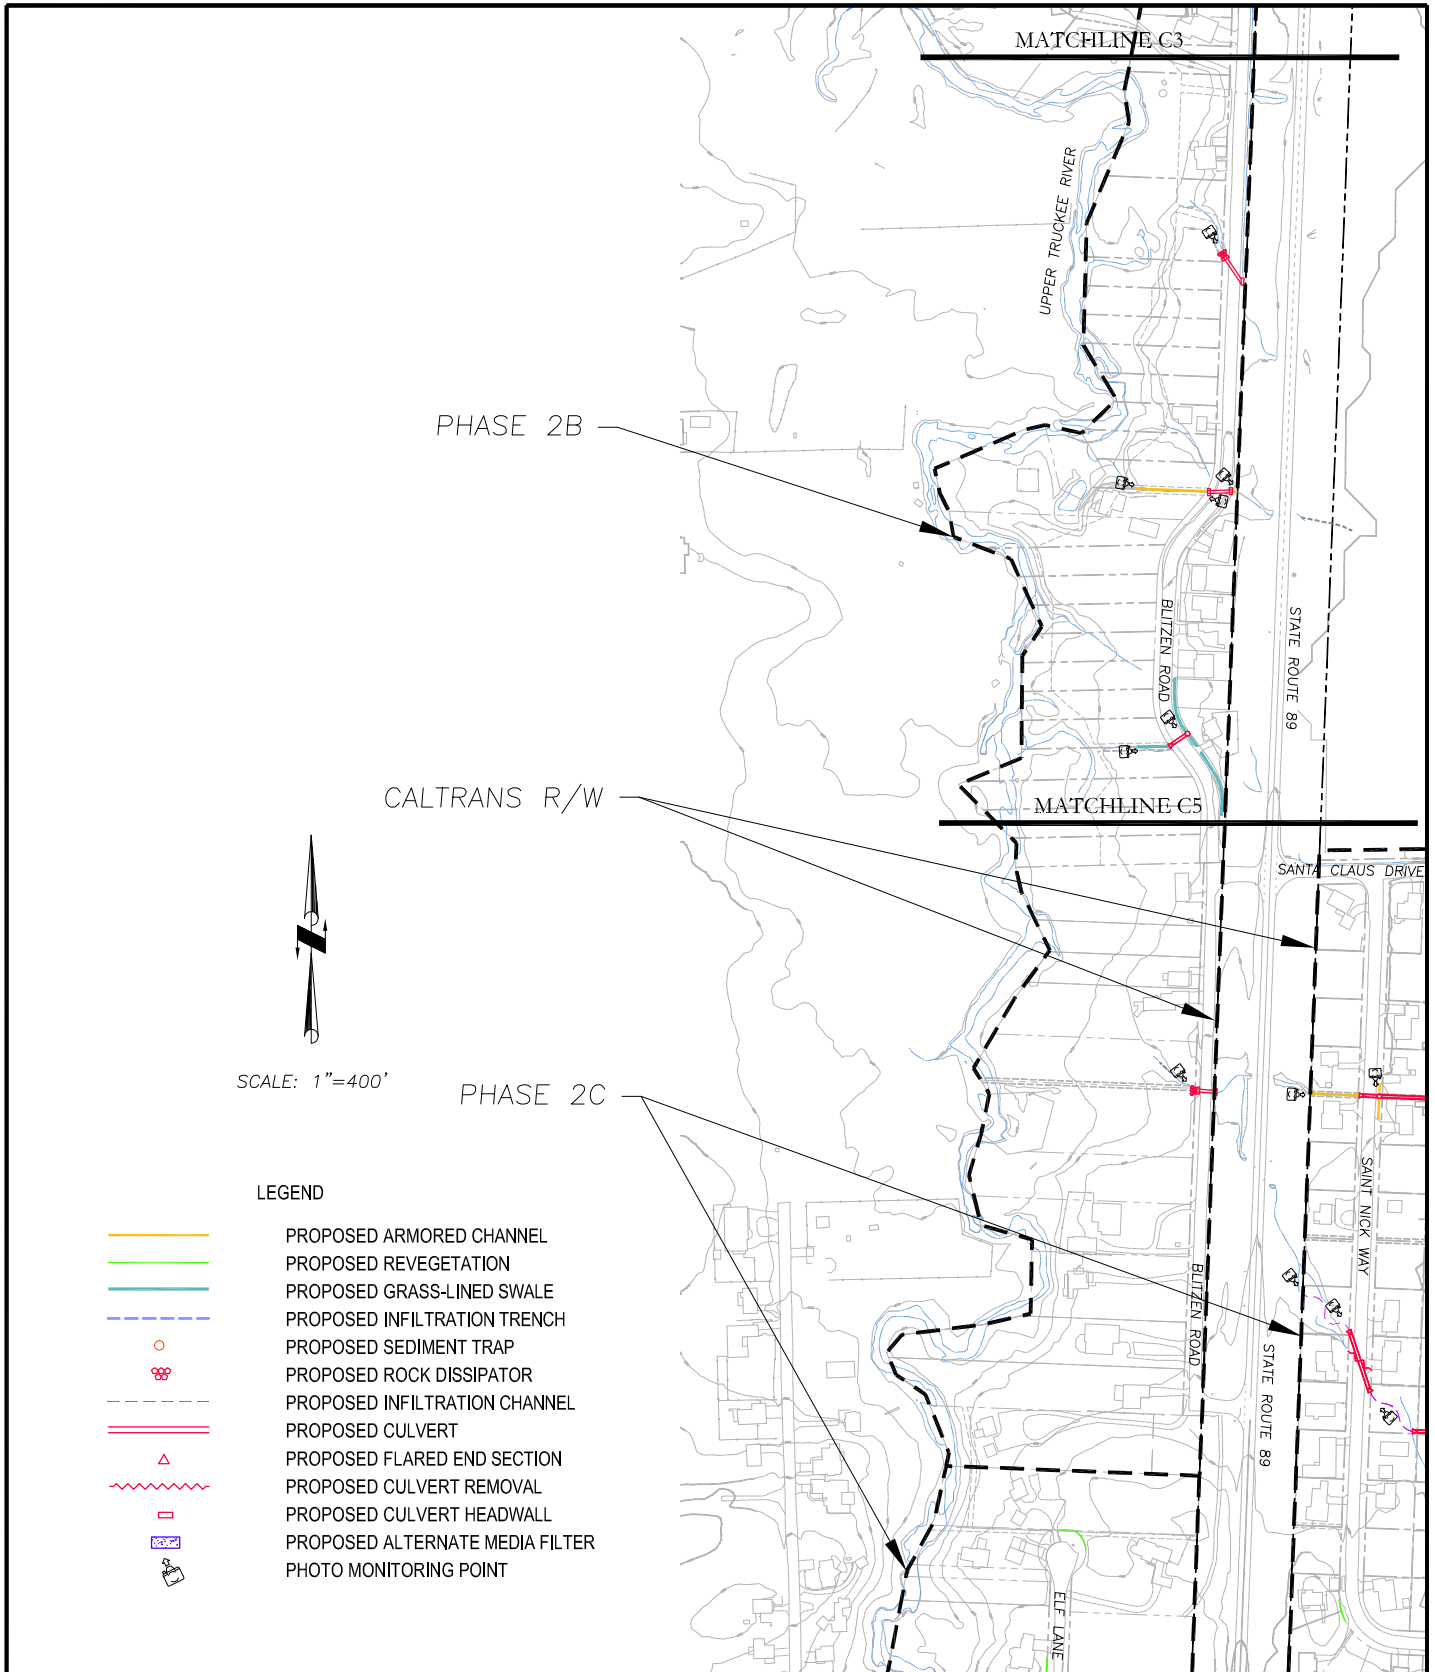 MATCHLINE C3
UPPER TRUCKEE RIVER
PHASE 2B
BLITZEN ROAD
STATE ROUTE 89
CALTRANS R/W
MATCHLINE C5
SANTA CLAUS DRIVE
SCALE: 1"=400'
PHASE 2C
SAINT NICK WAY
BLITZEN ROAD
STATE ROUTE 89
ELF LANE
LEGEND
PROPOSED ARMORED CHANNEL
PROPOSED REVEGETATION
PROPOSED GRASS-LINED SWALE
PROPOSED INFILTRATION TRENCH
PROPOSED SEDIMENT TRAP
PROPOSED ROCK DISSIPATOR
PROPOSED INFILTRATION CHANNEL
PROPOSED CULVERT
PROPOSED FLARED END SECTION
PROPOSED CULVERT REMOVAL
PROPOSED CULVERT HEADWALL
PROPOSED ALTERNATE MEDIA FILTER
PHOTO MONITORING POINT